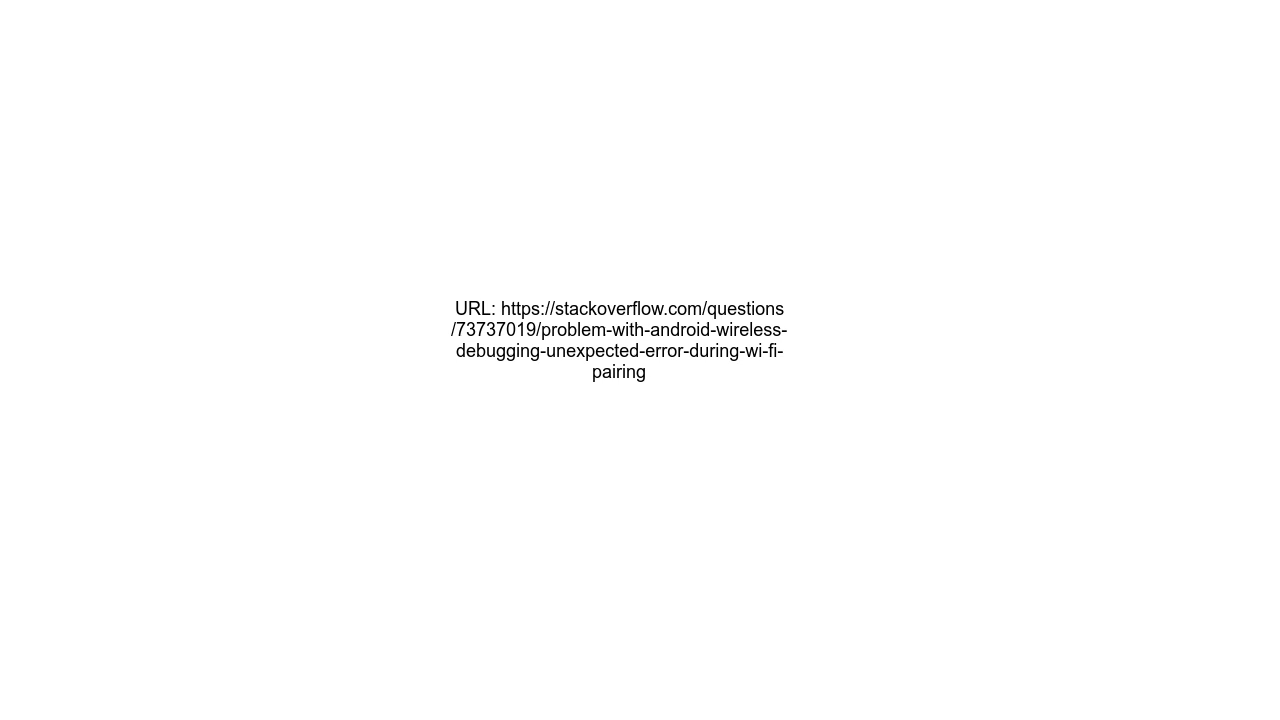 URL: https://stackoverflow.com/questions
/73737019/problem-with-android-wireless-
debugging-unexpected-error-during-wi-fi-
pairing